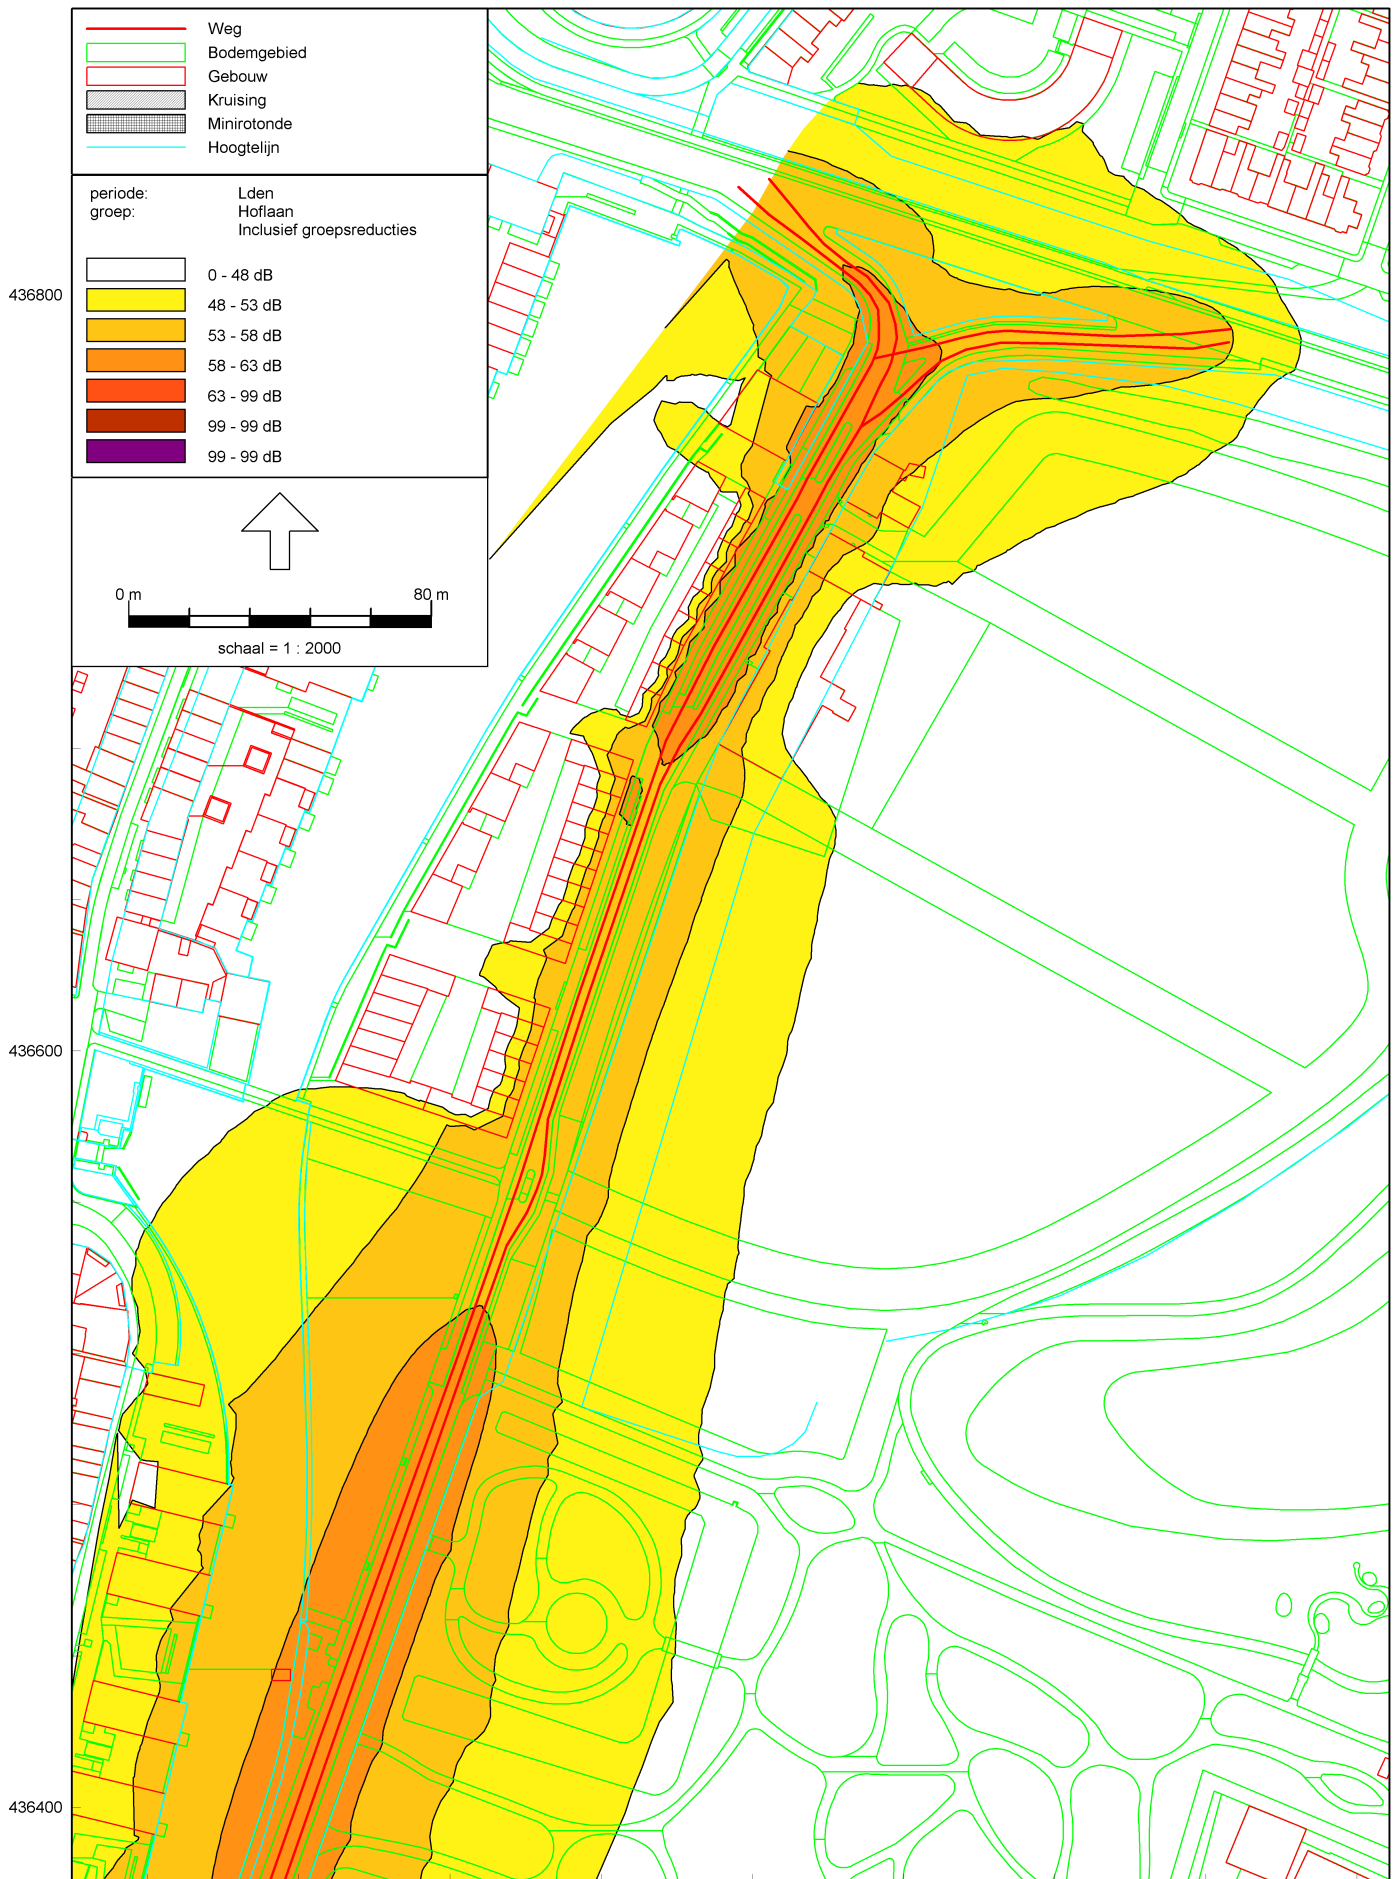 Weg
Bodemgebied
Gebouw
Kruising
Minirotonde
Hoogtelijn
periode: Lden
groep: Hoflaan
Inclusief groepsreducties
0 - 48 dB
48 - 53 dB
53 - 58 dB
58 - 63 dB
63 - 99 dB
99 - 99 dB
99 - 99 dB
0 m 80 m
schaal = 1 : 2000
436800
436600
436400